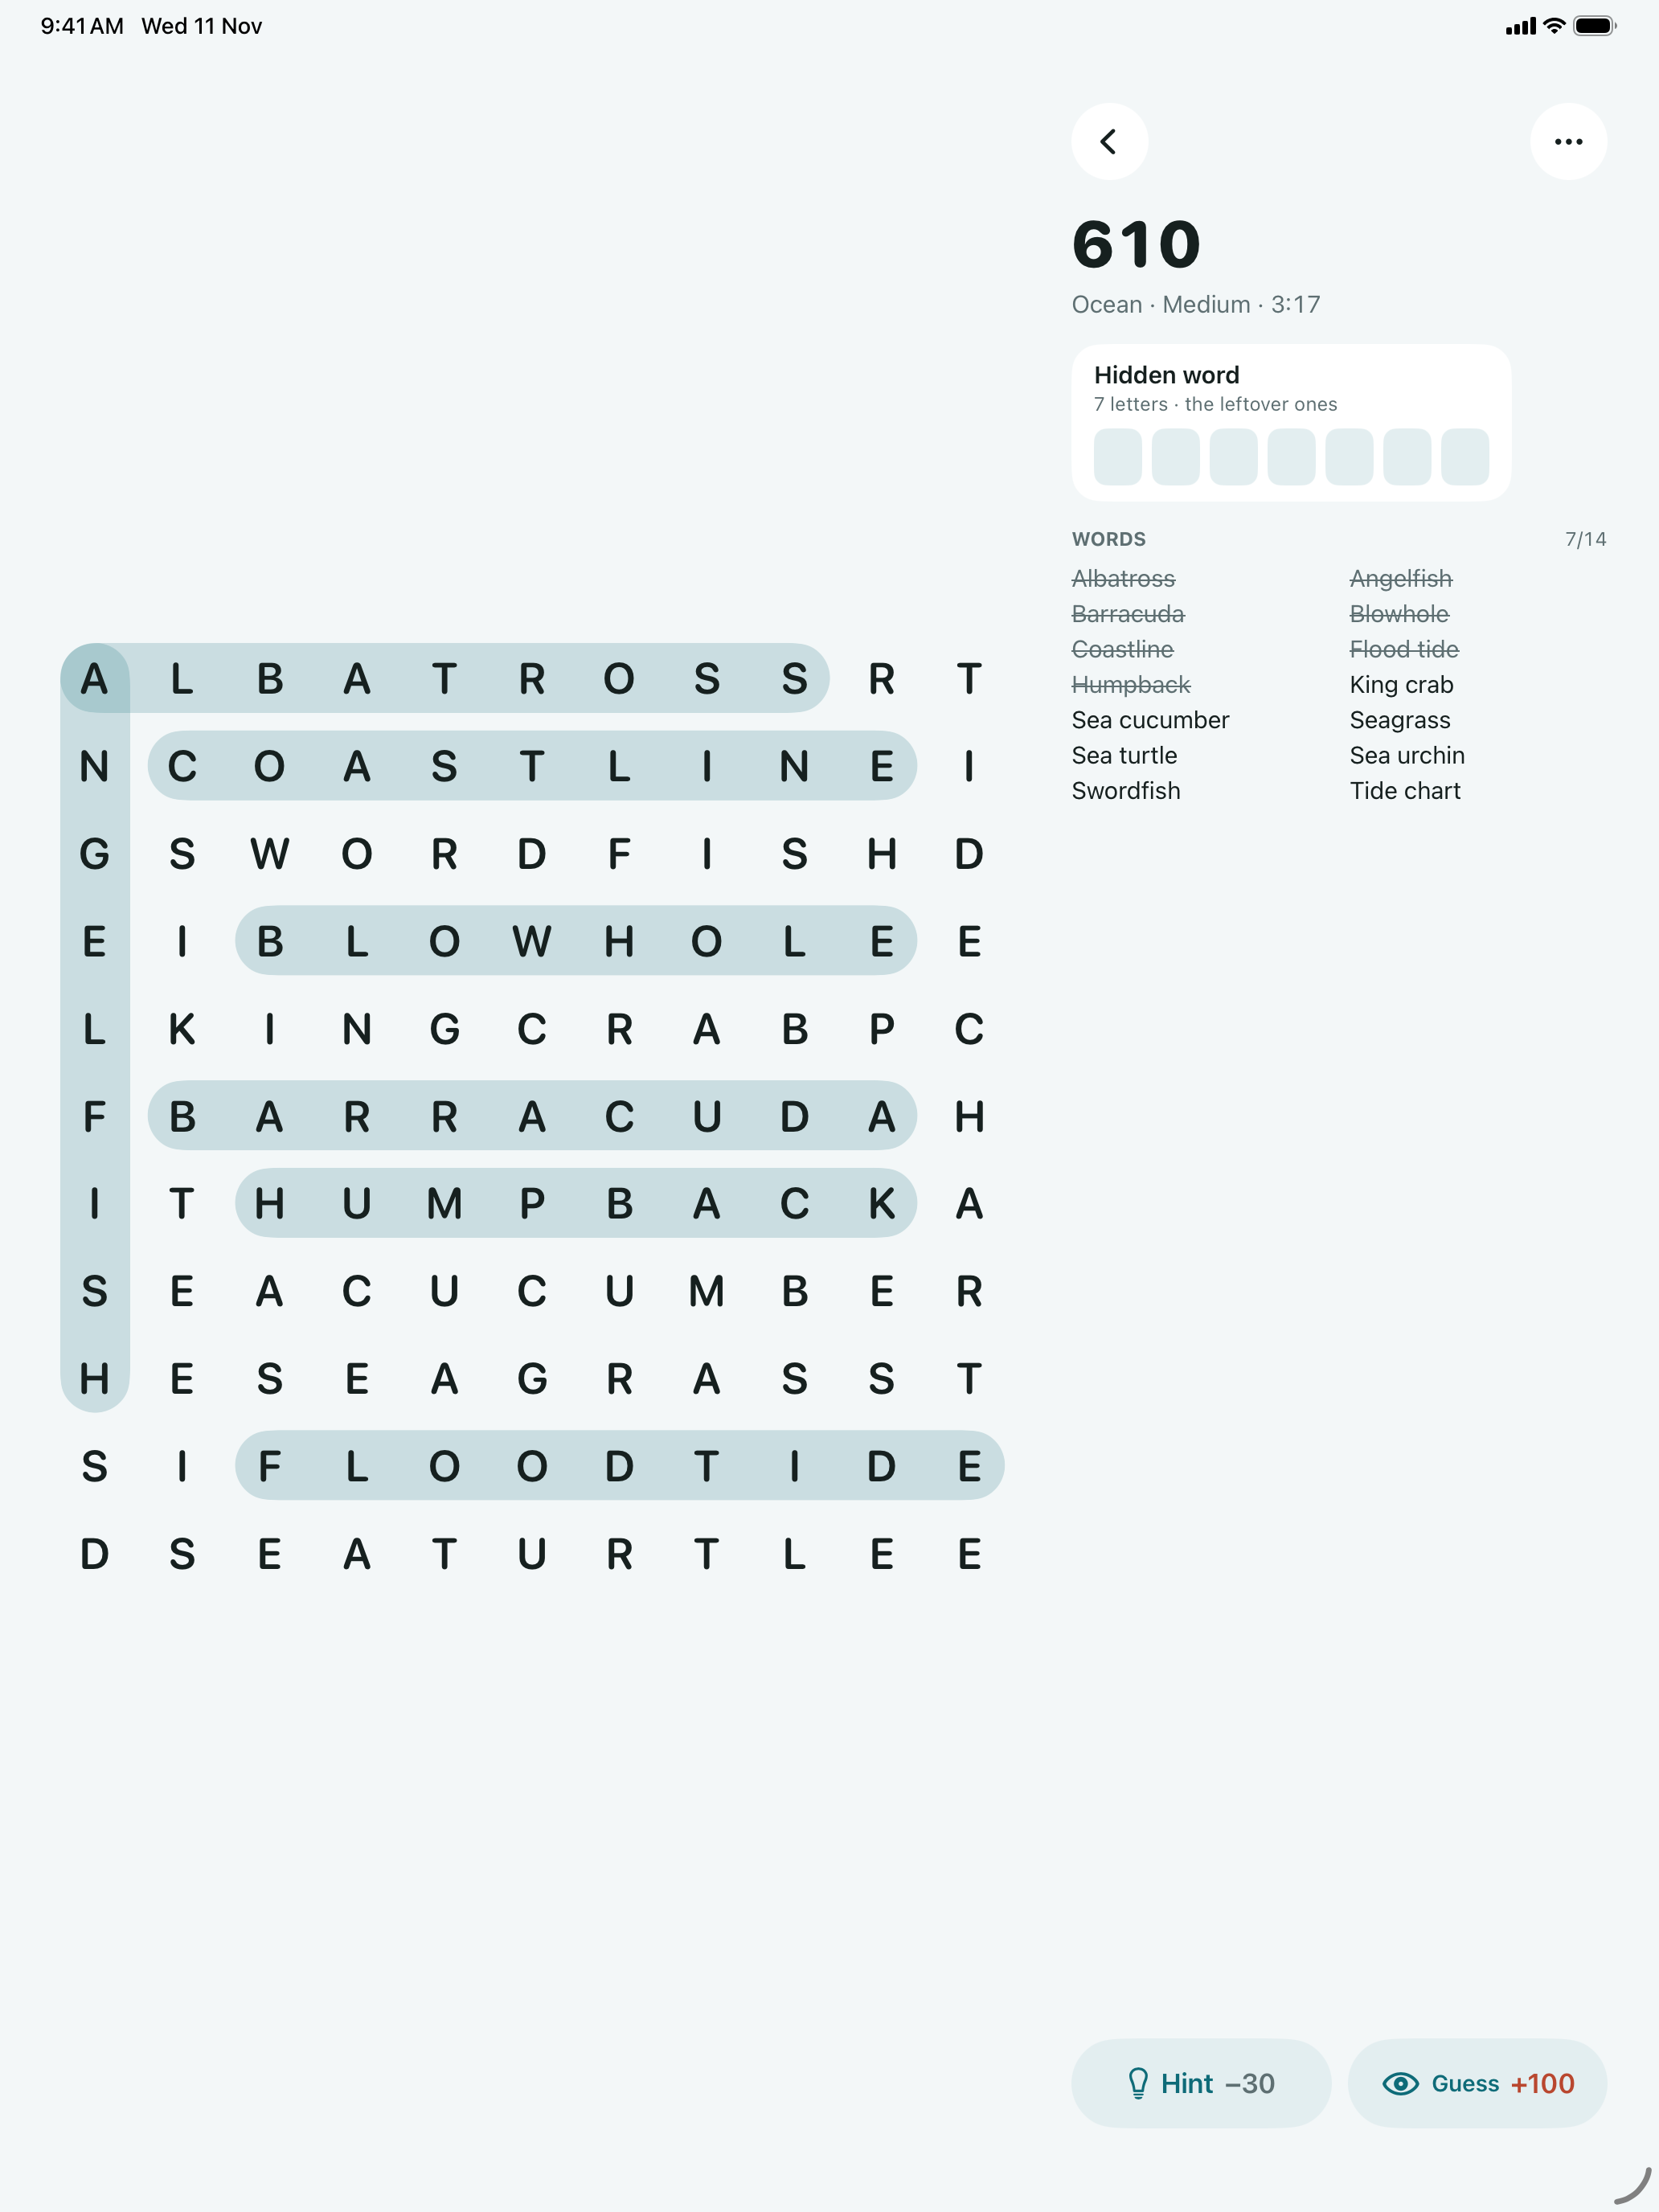 9:41 AM Wed 11 Nov
610
Ocean · Medium · 3:17
Hidden word
7 letters · the leftover ones
WORDS 7/14
Albatross Angelfish
Barracuda Blowhole
Coastline Flood tide
Humpback King crab
Sea cucumber Seagrass
Sea turtle Sea urchin
Swordfish Tide chart
A L B A T R O S S R T
N C O A S T L I N E I
G S W O R D F I S H D
E I B L O W H O L E E
L K I N G C R A B P C
F B A R R A C U D A H
I T H U M P B A C K A
S E A C U C U M B E R
H E S E A G R A S S T
S I F L O O D T I D E
D S E A T U R T L E E
Hint −30
Guess +100